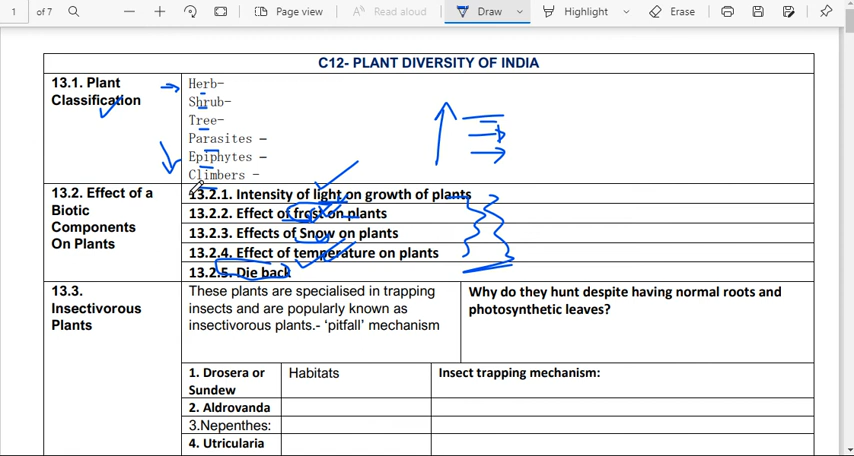 1 of 7 Page view Read aloud Draw Highlight Erase
C12- PLANT DIVERSITY OF INDIA
13.1. Plant
Classification
Herb-
Shrub-
Tree-
Parasites –
Epiphytes –
Climbers -
13.2. Effect of a
Biotic
Components
On Plants
13.2.1. Intensity of light on growth of plants
13.2.2. Effect of frost on plants
13.2.3. Effects of Snow on plants
13.2.4. Effect of temperature on plants
13.2.5. Die back
13.3.
Insectivorous
Plants
These plants are specialised in trapping
insects and are popularly known as
insectivorous plants.- ‘pitfall’ mechanism
Why do they hunt despite having normal roots and
photosynthetic leaves?
1. Drosera or
Sundew
Habitats
Insect trapping mechanism:
2. Aldrovanda
3.Nepenthes:
4. Utricularia